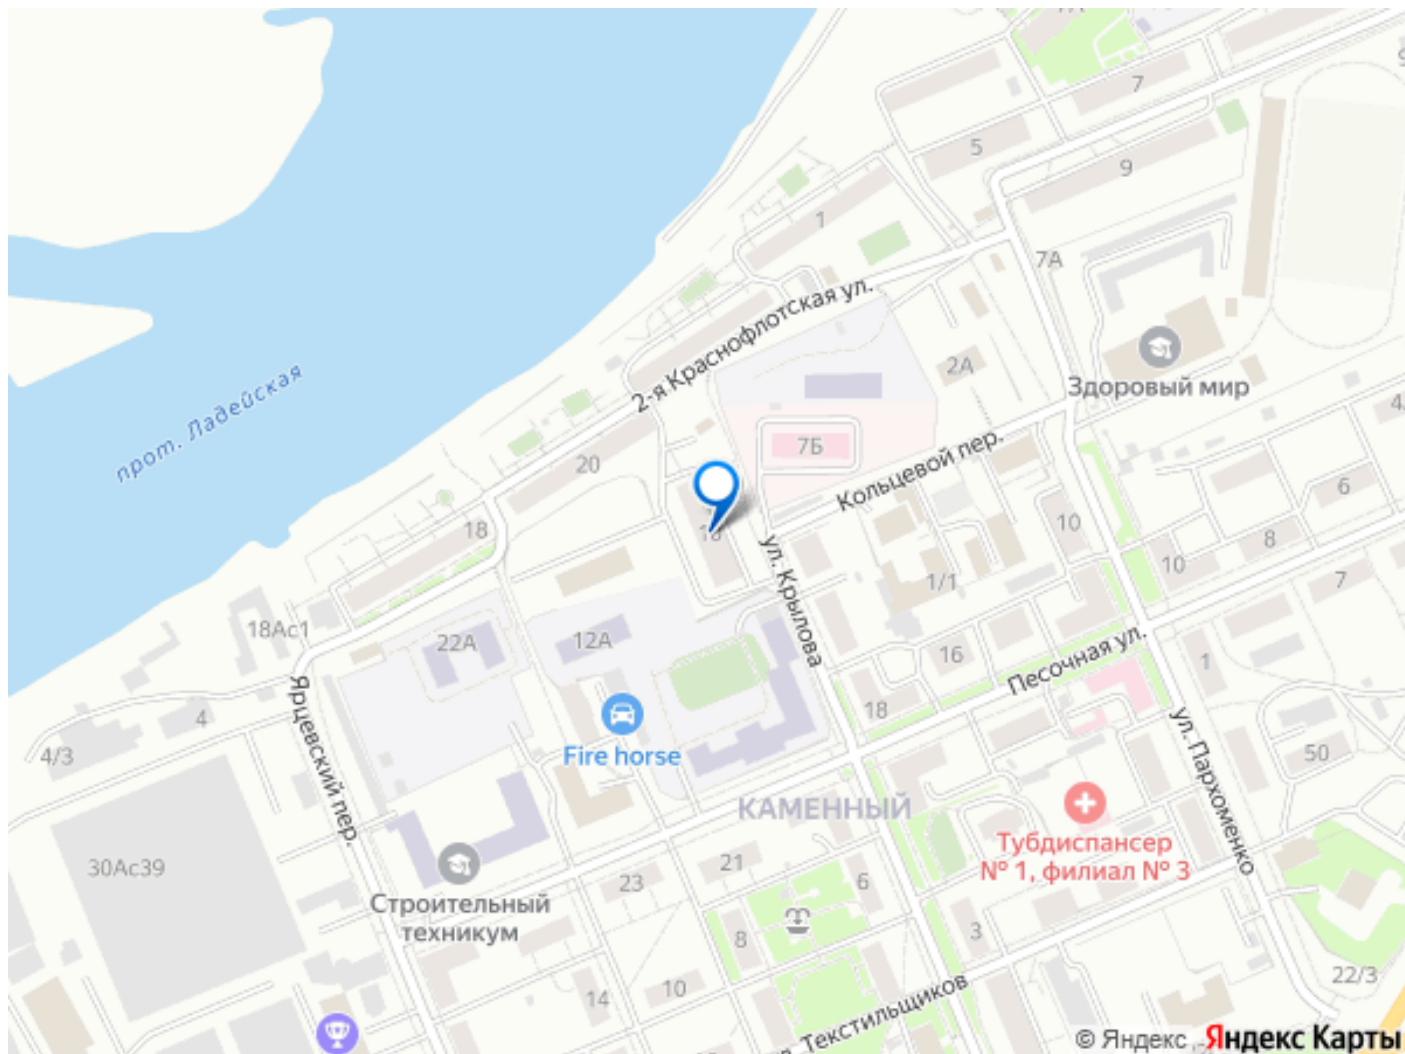 7
5
9
1
7А
2-я Краснофлотская ул.
2А
Здоровый мир
прот. Ладейская
7Б
20
Кольцевой пер.
6
18
10
8
10
1/1
7
ул. Крылова
18Ас1
22А
12А
16
Песочная ул.
1
4
18
4/3
Ярцевский пер.
Fire horse
ул. Пархоменко
50
КАМЕННЫЙ
Тубдиспансер
№ 1, филиал № 3
30Ас39
21
23
6
Строительный
техникум
8
3
14
10
Текстильщиков
22/3
© Яндекс
Яндекс Карты